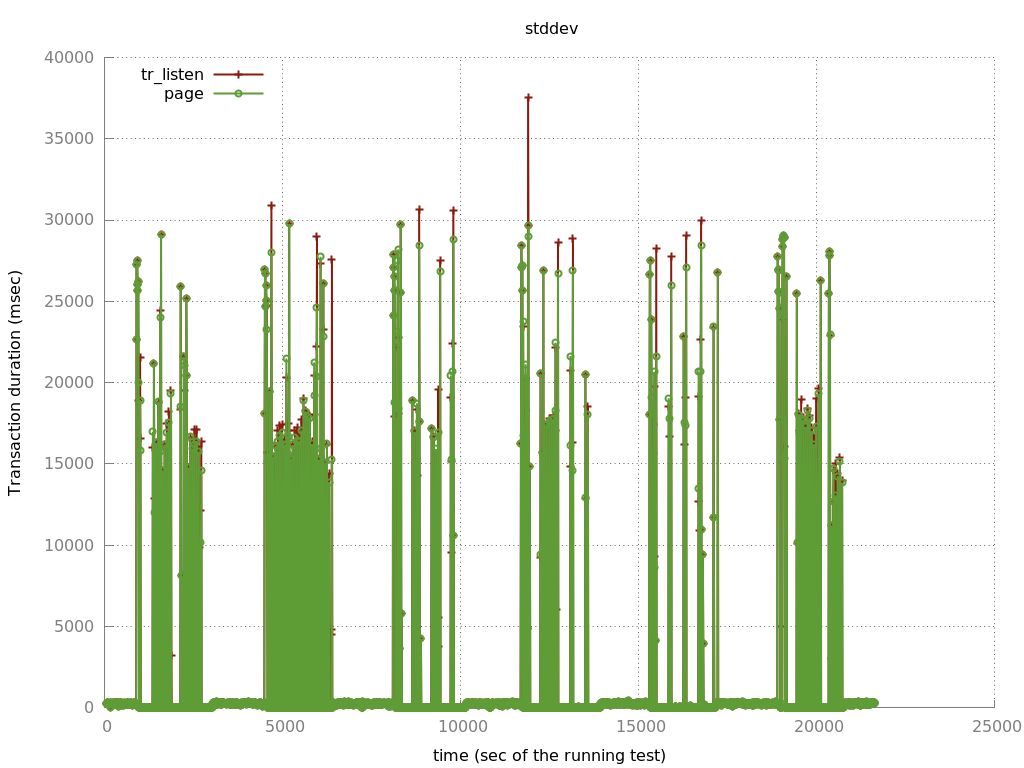 stddev
40000
35000
30000
25000
20000
15000
10000
5000
0
Transaction duration (msec)
tr_listen
page
0 5000 10000 15000 20000 25000
time (sec of the running test)